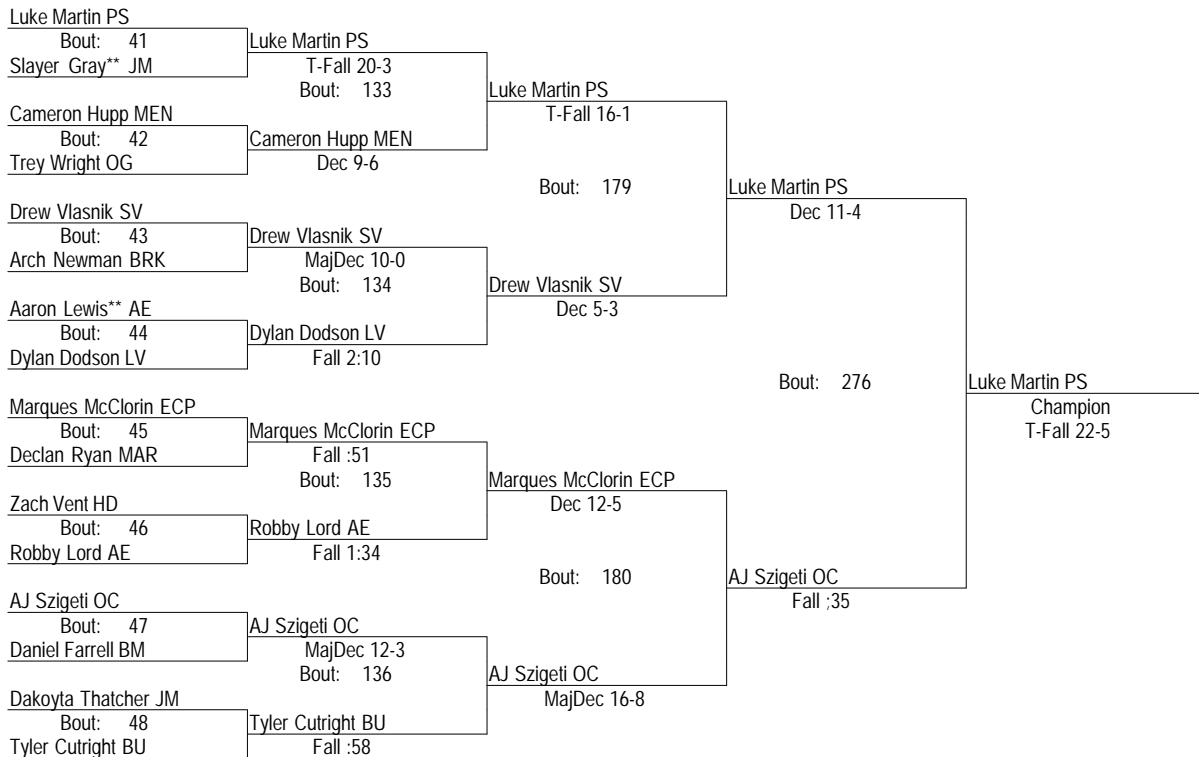 Luke Martin PS
Bout: 41
Slayer Gray** JM
Cameron Hupp MEN
Bout: 42
Trey Wright OG
Drew Vlasnik SV
Bout: 43
Arch Newman BRK
Aaron Lewis** AE
Bout: 44
Dylan Dodson LV
Marques McClorin ECP
Bout: 45
Declan Ryan MAR
Zach Vent HD
Bout: 46
Robby Lord AE
AJ Szigeti OC
Bout: 47
Daniel Farrell BM
Dakoyta Thatcher JM
Bout: 48
Tyler Cutright BU
Luke Martin PS
T-Fall 20-3
Bout: 133
Cameron Hupp MEN
Dec 9-6
Drew Vlasnik SV
MajDec 10-0
Bout: 134
Dylan Dodson LV
Fall 2:10
Marques McClorin ECP
Fall :51
Bout: 135
Robby Lord AE
Fall 1:34
AJ Szigeti OC
MajDec 12-3
Bout: 136
Tyler Cutright BU
Fall :58
Luke Martin PS
T-Fall 16-1
Bout: 179
Drew Vlasnik SV
Dec 5-3
Marques McClorin ECP
Dec 12-5
Bout: 180
AJ Szigeti OC
MajDec 16-8
Luke Martin PS
Dec 11-4
Bout: 276
AJ Szigeti OC
Fall ;35
Luke Martin PS
Champion
T-Fall 22-5